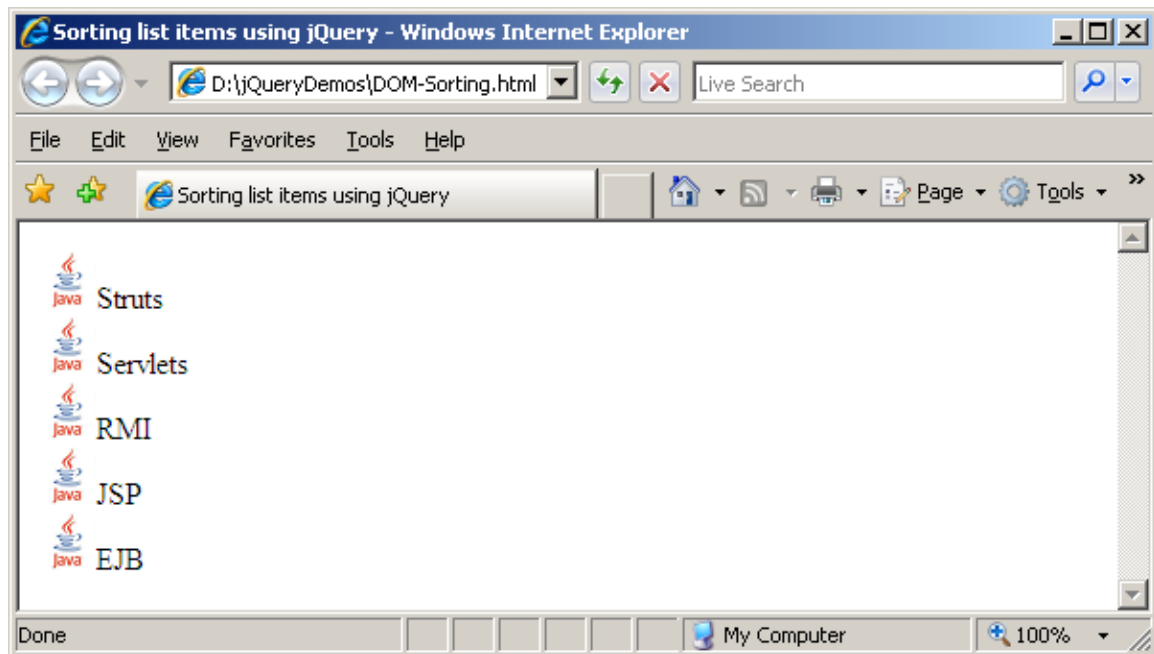 Sorting list items using jQuery - Windows Internet Explorer
D:\jQueryDemos\DOM-Sorting.html Live Search
File Edit View Favorites Tools Help
Sorting list items using jQuery Page Tools »
Java Struts
Java Servlets
Java RMI
Java JSP
Java EJB
Done My Computer 100%